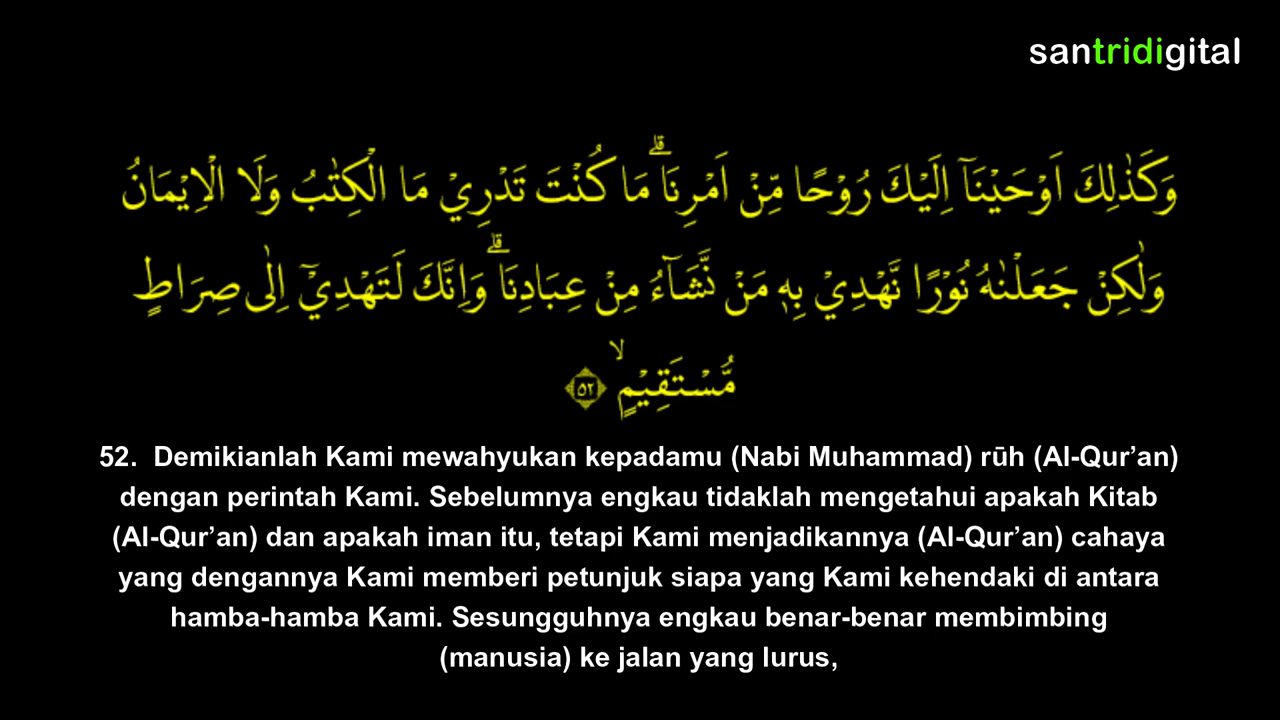 santridigital
وَكَذٰلِكَ اَوْحَيْنَآ اِلَيْكَ رُوْحًا مِّنْ اَمْرِنَاۗ مَا كُنْتَ تَدْرِيْ مَا الْكِتٰبُ وَلَا الْاِيْمَانُ
وَلٰكِنْ جَعَلْنٰهُ نُوْرًا نَّهْدِيْ بِهٖ مَنْ نَّشَاۤءُ مِنْ عِبَادِنَاۗ وَاِنَّكَ لَتَهْدِيْٓ اِلٰى صِرَاطٍ
مُّسْتَقِيْمٍۙ ٥٢
52. Demikianlah Kami mewahyukan kepadamu (Nabi Muhammad) rūh (Al-Qur’an)
dengan perintah Kami. Sebelumnya engkau tidaklah mengetahui apakah Kitab
(Al-Qur’an) dan apakah iman itu, tetapi Kami menjadikannya (Al-Qur’an) cahaya
yang dengannya Kami memberi petunjuk siapa yang Kami kehendaki di antara
hamba-hamba Kami. Sesungguhnya engkau benar-benar membimbing
(manusia) ke jalan yang lurus,